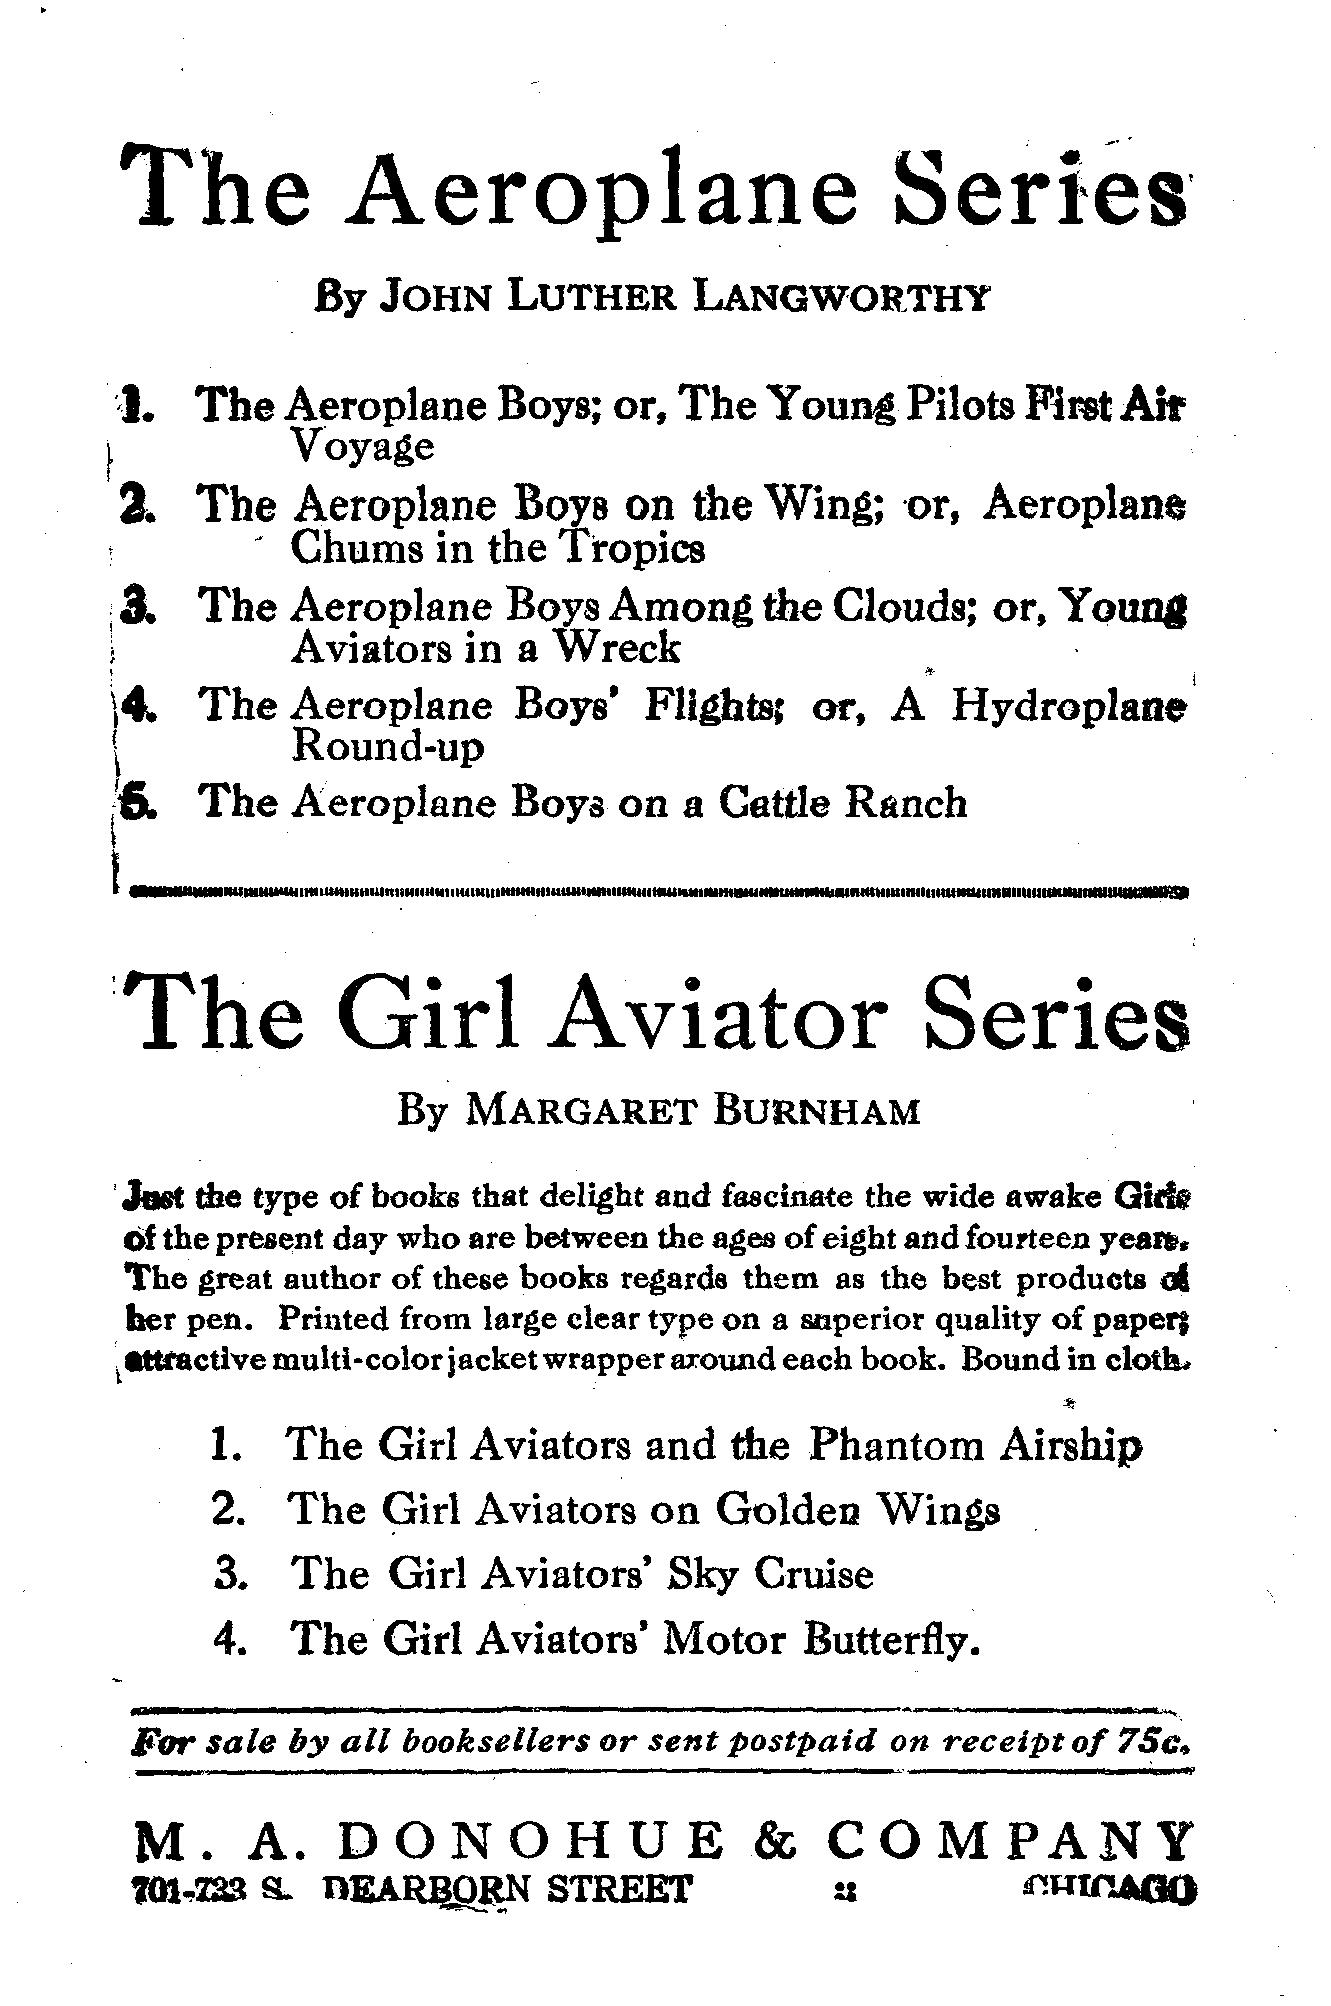 The Aeroplane Series
By JOHN LUTHER LANGWORTHY
1. The Aeroplane Boys; or, The Young Pilots First Air
Voyage
2. The Aeroplane Boys on the Wing; or, Aeroplane
Chums in the Tropics
3. The Aeroplane Boys Among the Clouds; or, Young
Aviators in a Wreck
4. The Aeroplane Boys' Flights; or, A Hydroplane
Round-up
5. The Aeroplane Boys on a Cattle Ranch
The Girl Aviator Series
By MARGARET BURNHAM
Just the type of books that delight and fascinate the wide awake Girls
of the present day who are between the ages of eight and fourteen years.
The great author of these books regards them as the best products of
her pen. Printed from large clear type on a superior quality of paper;
attractive multi-color jacket wrapper around each book. Bound in cloth.
1. The Girl Aviators and the Phantom Airship
2. The Girl Aviators on Golden Wings
3. The Girl Aviators' Sky Cruise
4. The Girl Aviators' Motor Butterfly.
For sale by all booksellers or sent postpaid on receipt of 75c.
M. A. DONOHUE & COMPANY
701-733 S. DEARBORN STREET :: CHICAGO